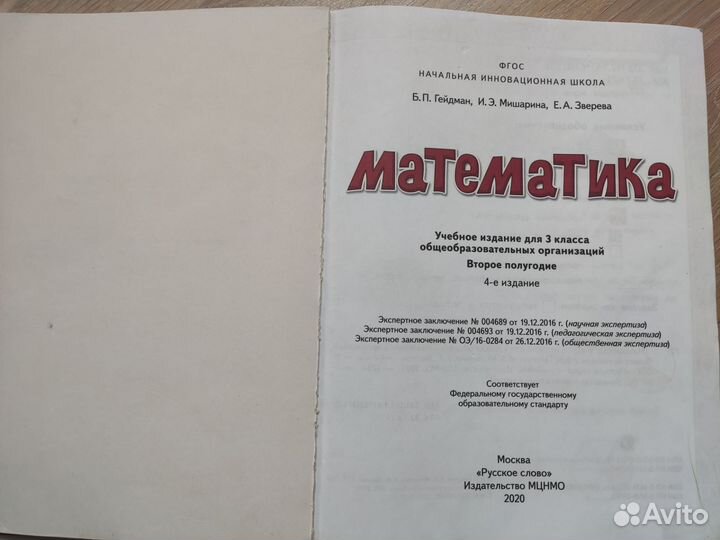 ФГОС
НАЧАЛЬНАЯ ИННОВАЦИОННАЯ ШКОЛА
Б. П. Гейдман, И. Э. Мишарина, Е. А. Зверева
Математика
Учебное издание для 3 класса
общеобразовательных организаций
Второе полугодие
4-е издание
Экспертное заключение № 004689 от 19.12.2016 г. (научная экспертиза)
Экспертное заключение № 004693 от 19.12.2016 г. (педагогическая экспертиза)
Экспертное заключение № ОЭ/16-0284 от 26.12.2016 г. (общественная экспертиза)
Соответствует
Федеральному государственному
образовательному стандарту
Москва
«Русское слово»
Издательство МЦНМО
2020
Avito